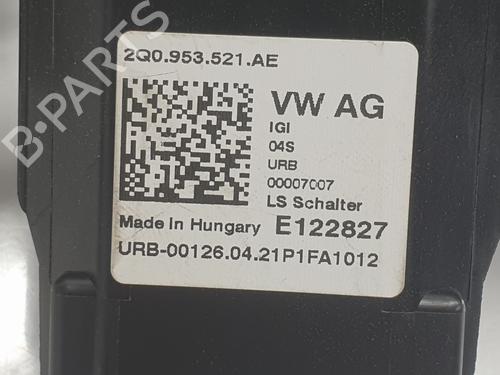 2Q0.953.521.AE
VW AG
IGI
04S
URB
00007007
LS Schalter
Made In Hungary E122827
URB-00126.04.21P1FA1012
B-PARTS